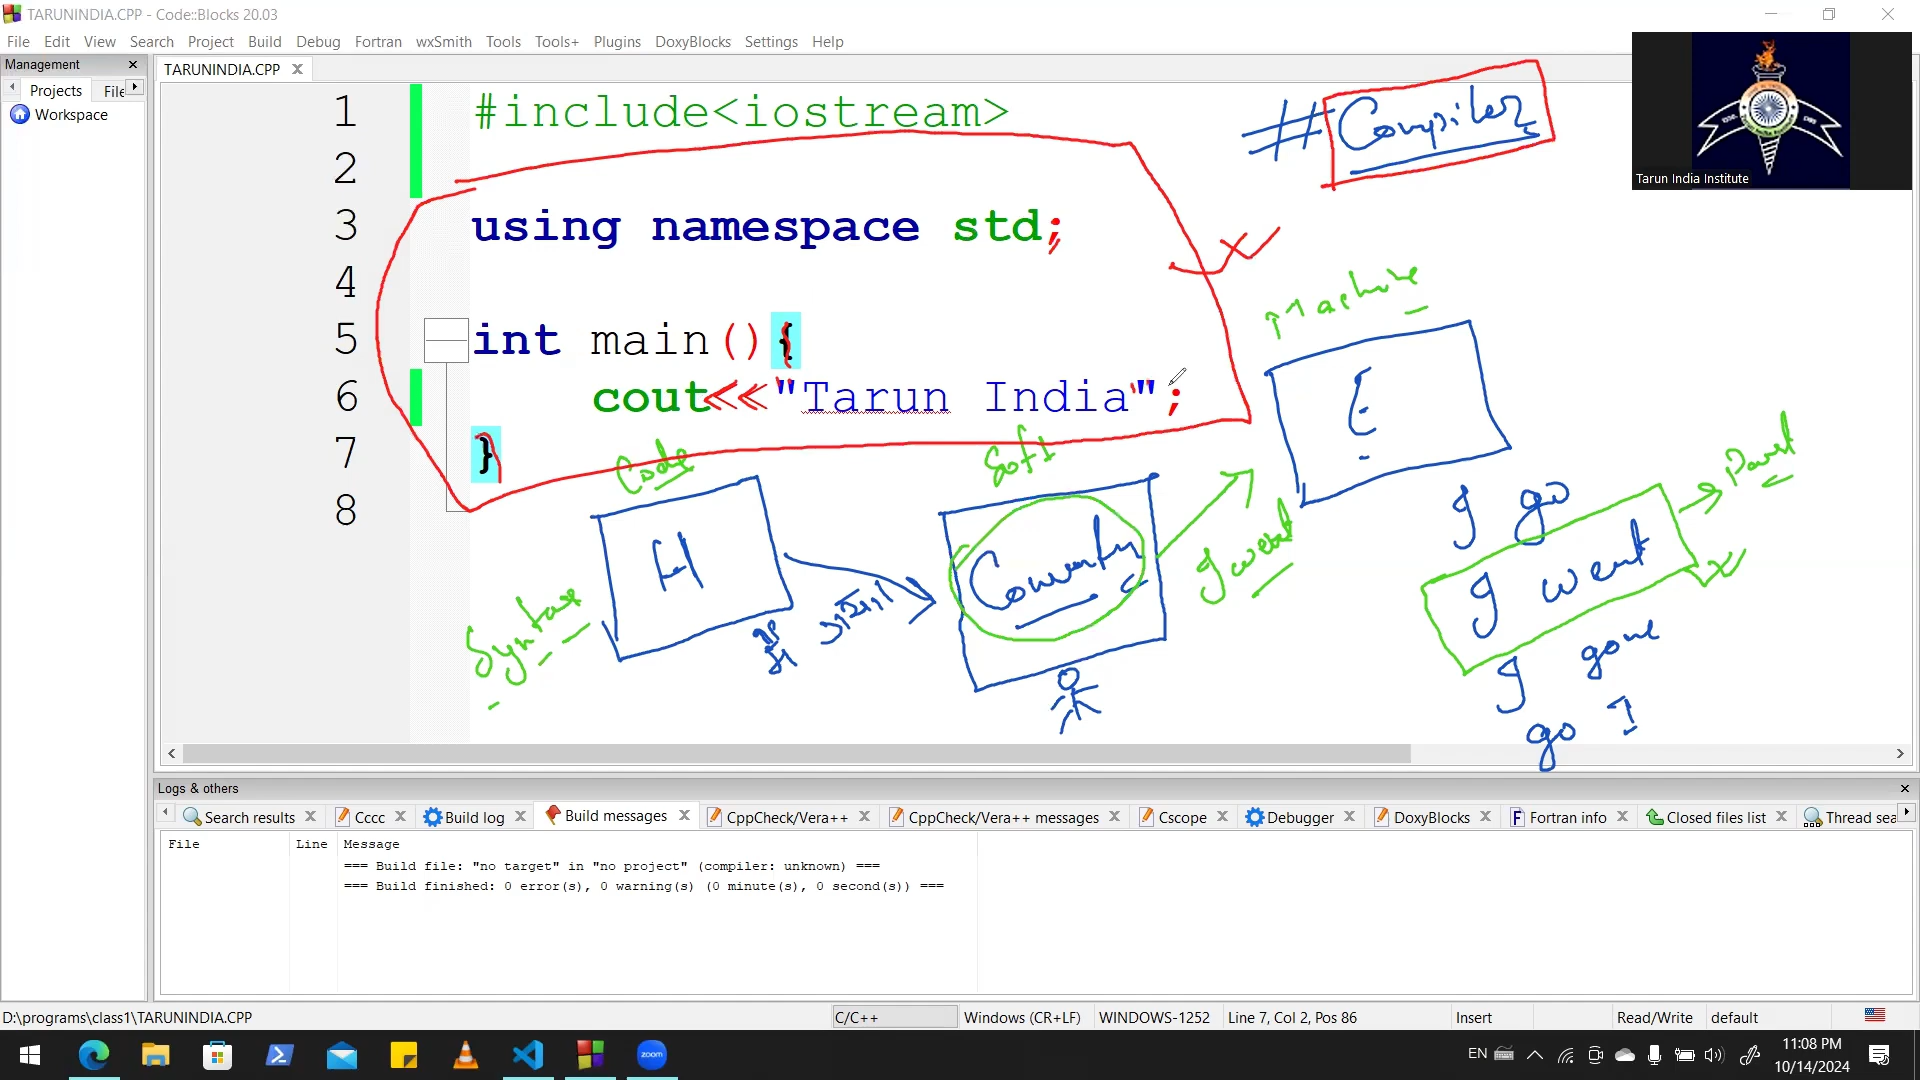 TARUNINDIA.CPP - Code::Blocks 20.03
File Edit View Search Project Build Debug Fortran wxSmith Tools Tools+ Plugins DoxyBlocks Settings Help
Management
Projects File
Workspace
TARUNINDIA.CPP
1 #include<iostream>
2
3 using namespace std;
4
5 int main(){
6 cout<<"Tarun India";
7 }
8
# Compiler
Tarun India Institute
Machine
E
Code
Soft
H
Syntax
I went
I go
I went
Past
I gone
go I
Logs & others
Search results Cccc Build log Build messages CppCheck/Vera++ CppCheck/Vera++ messages Cscope Debugger DoxyBlocks Fortran info Closed files list Thread sea
File Line Message
=== Build file: "no target" in "no project" (compiler: unknown) ===
=== Build finished: 0 error(s), 0 warning(s) (0 minute(s), 0 second(s)) ===
D:\programs\class1\TARUNINDIA.CPP C/C++ Windows (CR+LF) WINDOWS-1252 Line 7, Col 2, Pos 86 Insert Read/Write default
zoom
EN
11:08 PM
10/14/2024